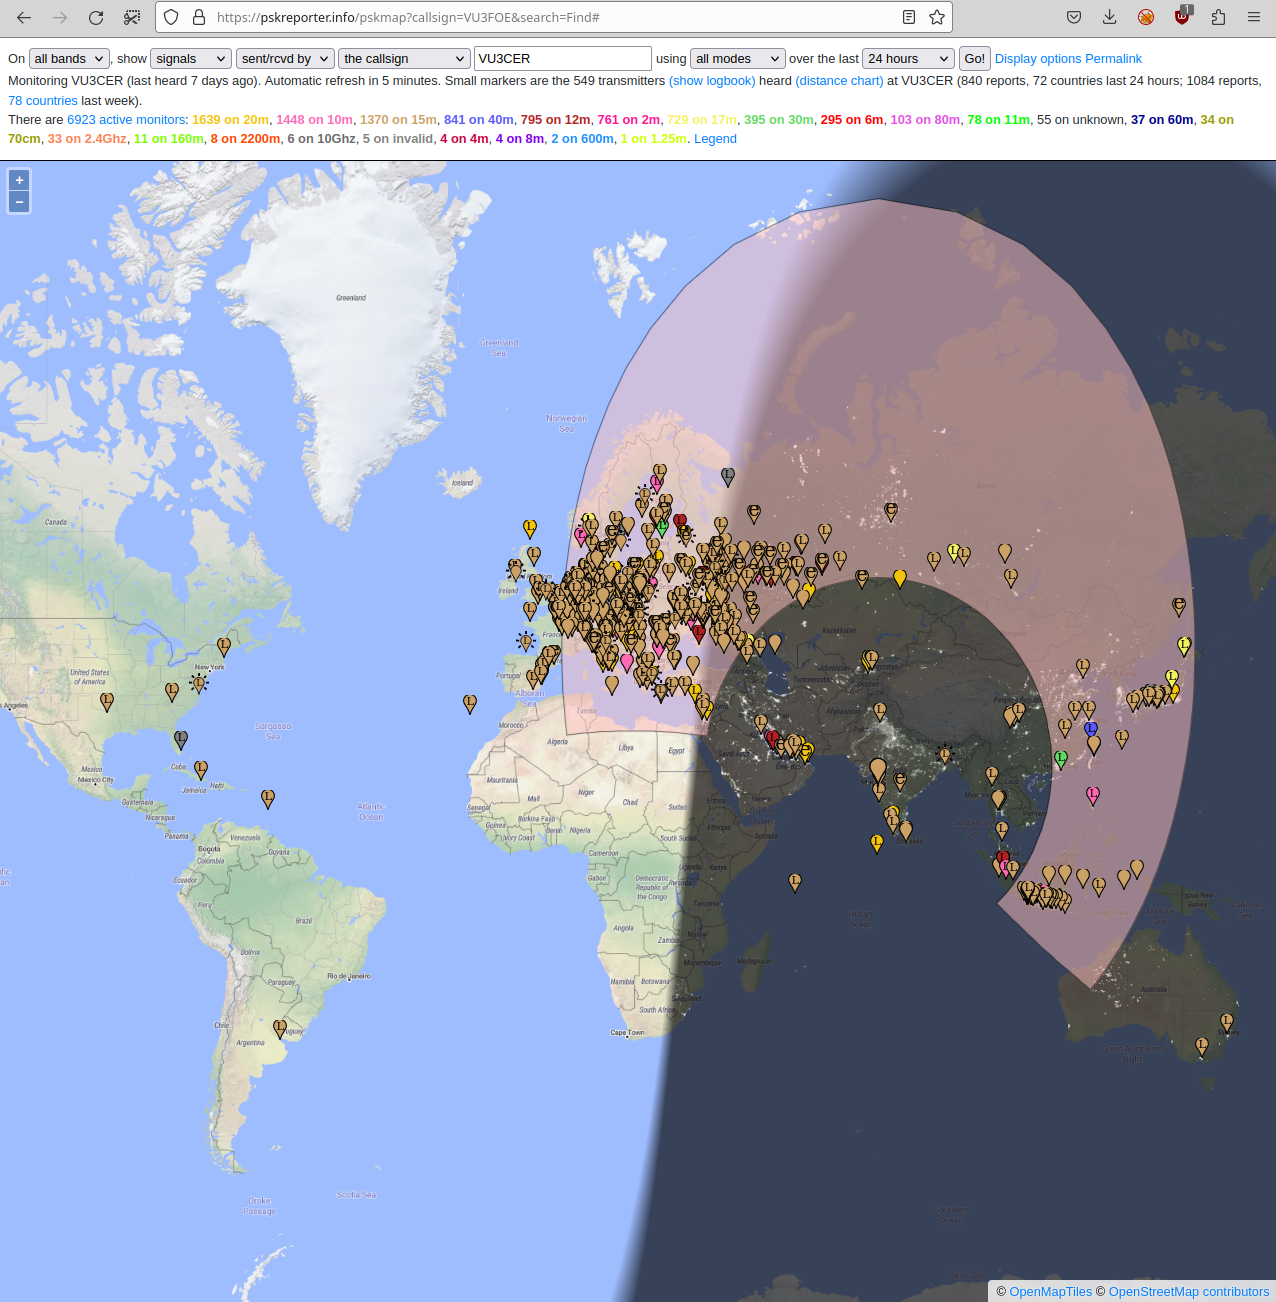 https://pskreporter.info/pskmap?callsign=VU3FOE&search=Find#
1
On all bands , show signals sent/rcvd by the callsign VU3CER using all modes over the last 24 hours Go! Display options Permalink
Monitoring VU3CER (last heard 7 days ago). Automatic refresh in 5 minutes. Small markers are the 549 transmitters (show logbook) heard (distance chart) at VU3CER (840 reports, 72 countries last 24 hours; 1084 reports,
78 countries last week).
There are 6923 active monitors: 1639 on 20m, 1448 on 10m, 1370 on 15m, 841 on 40m, 795 on 12m, 761 on 2m, 729 on 17m, 395 on 30m, 295 on 6m, 103 on 80m, 78 on 11m, 55 on unknown, 37 on 60m, 34 on
70cm, 33 on 2.4Ghz, 11 on 160m, 8 on 2200m, 6 on 10Ghz, 5 on invalid, 4 on 4m, 4 on 8m, 2 on 600m, 1 on 1.25m. Legend
+
−
Greenland
Greenland
Sea
Norwegian
Sea
Iceland
Canada
Ireland
France
Kazakhstan
United States
of America
New York
Portugal
Alboran
Sea
Morocco
Algeria
Libya
Egypt
Sargasso
Sea
Mexico
Mexico City
Cuba
Haiti
Jamaica
Guatemala
Nicaragua
Panama
Atlantic
Ocean
Mauritania
Mali
Niger
Chad
Sudan
Senegal
Guinea
Burkina Faso
Benin
Nigeria
Ivory Coast
Cameroon
South Sudan
Ethiopia
Somalia
Venezuela
Bogota
Guyana
Colombia
Ecuador
Gabon
Democratic
Republic of
the Congo
Kenya
Tanzania
Peru
Brazil
Angola
Zambia
Malawi
Indian
Ocean
Bolivia
Mozambique
Madagascar
Paraguay
Rio de Janeiro
Namibia
Botswana
Swaziland
South Africa
Chile
Uruguay
Argentina
Cape Town
Australia
Sydney
Great Australian
Bight
Papua New
Guinea
Solomon
Sea
Drake
Passage
Scotia Sea
Southern
Ocean
© OpenMapTiles © OpenStreetMap contributors